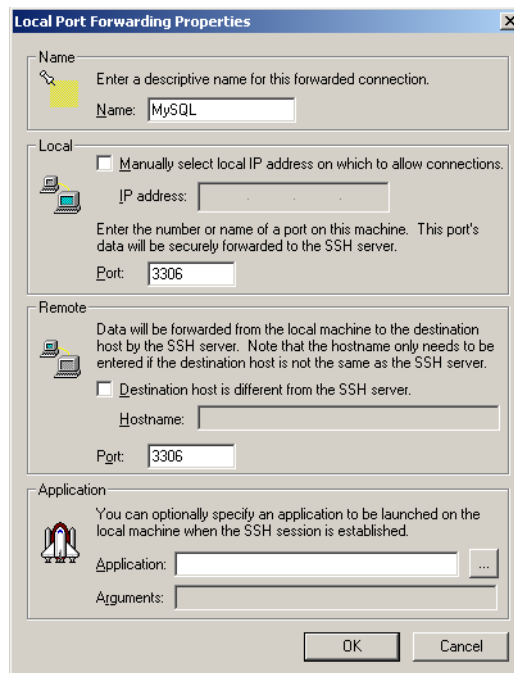 Local Port Forwarding Properties
Name
Enter a descriptive name for this forwarded connection.
Name: MySQL
Local
Manually select local IP address on which to allow connections.
IP address: . . .
Enter the number or name of a port on this machine. This port's
data will be securely forwarded to the SSH server.
Port: 3306
Remote
Data will be forwarded from the local machine to the destination
host by the SSH server. Note that the hostname only needs to be
entered if the destination host is not the same as the SSH server.
Destination host is different from the SSH server.
Hostname:
Port: 3306
Application
You can optionally specify an application to be launched on the
local machine when the SSH session is established.
Application: ...
Arguments:
OK Cancel